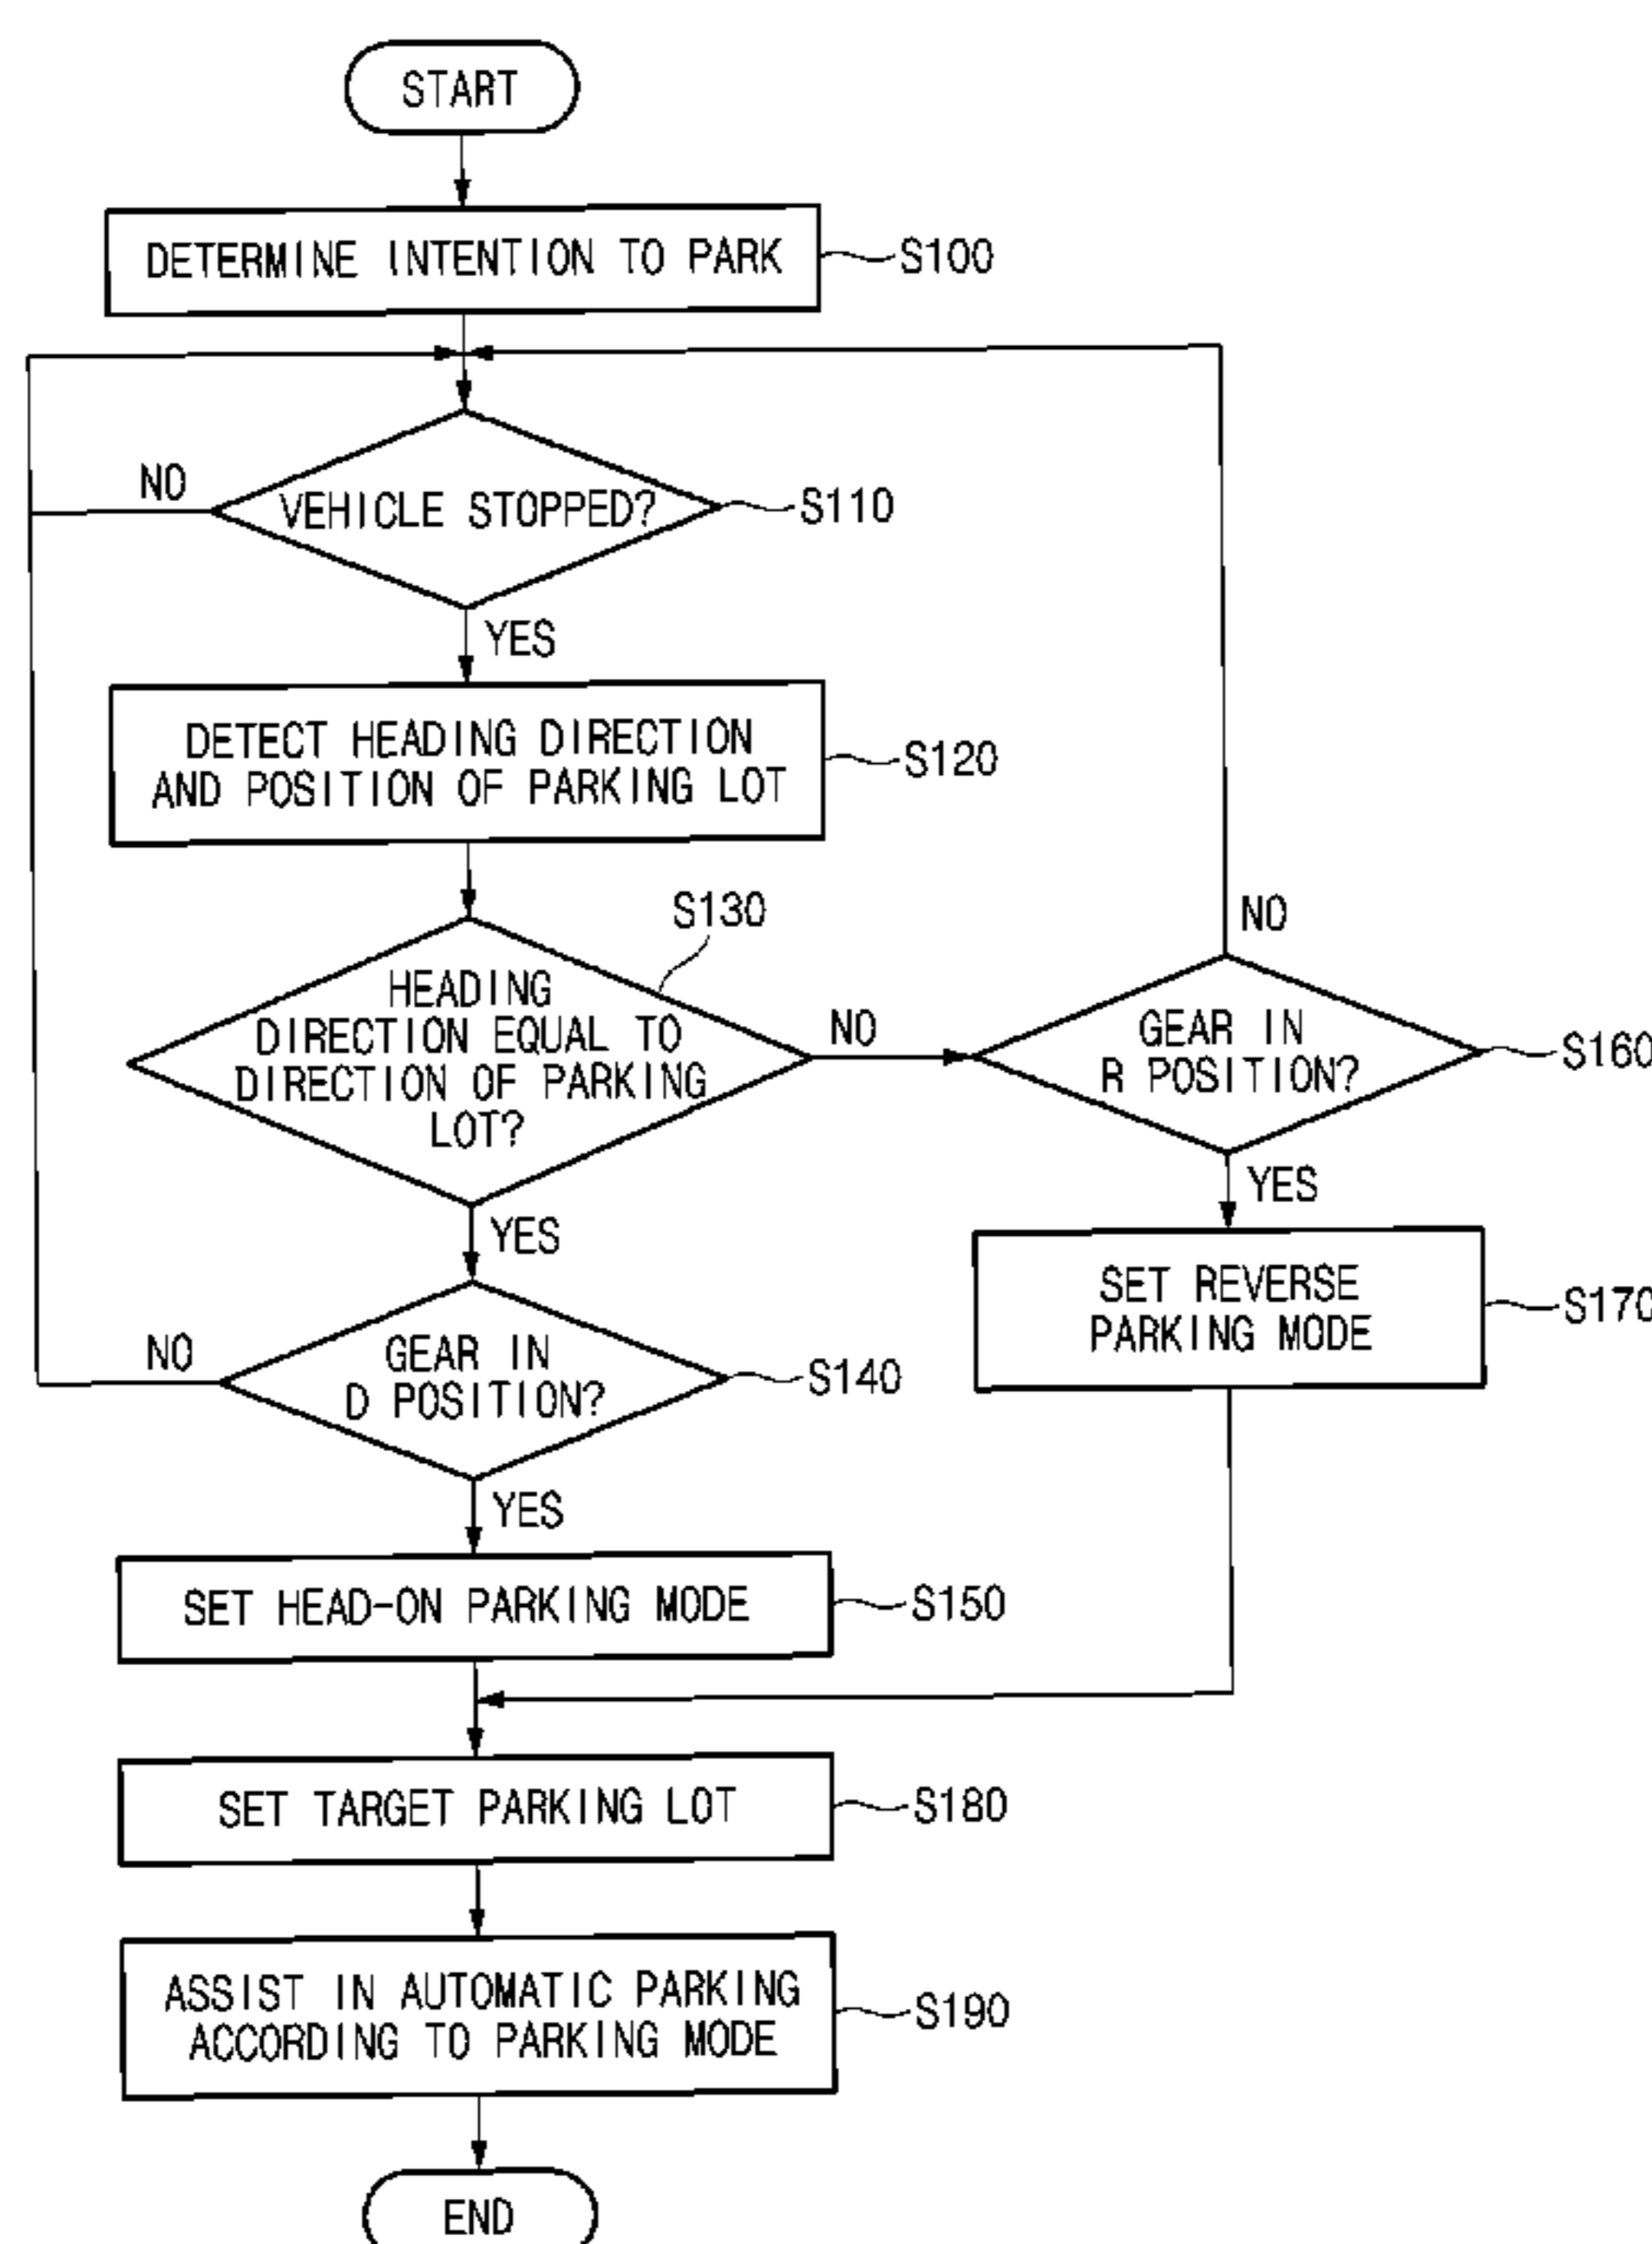 START
DETERMINE INTENTION TO PARK
S100
NO
VEHICLE STOPPED?
S110
YES
DETECT HEADING DIRECTION
AND POSITION OF PARKING LOT
S120
S130
HEADING
DIRECTION EQUAL TO
DIRECTION OF PARKING
LOT?
NO
NO
GEAR IN
R POSITION?
S160
YES
YES
SET REVERSE
PARKING MODE
S170
NO
GEAR IN
D POSITION?
S140
YES
SET HEAD-ON PARKING MODE
S150
SET TARGET PARKING LOT
S180
ASSIST IN AUTOMATIC PARKING
ACCORDING TO PARKING MODE
S190
END